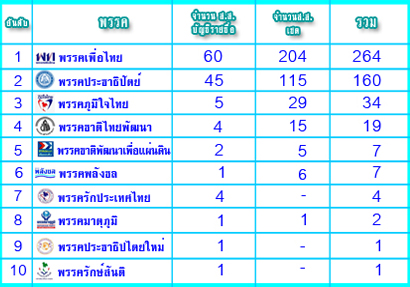 อันดับ พรรค จำนวน ส.ส. บัญชีรายชื่อ จำนวนส.ส. เขต รวม
1 พท พรรคเพื่อไทย 60 204 264
2 พรรคประชาธิปัตย์ 45 115 160
3 พรรคภูมิใจไทย 5 29 34
4 พรรคชาติไทยพัฒนา 4 15 19
5 พรรคชาติพัฒนาเพื่อแผ่นดิน 2 5 7
6 พลังชล พรรคพลังชล 1 6 7
7 พรรครักประเทศไทย 4 - 4
8 พรรคมาตุภูมิ 1 1 2
9 พรรคประชาธิปไตยใหม่ 1 - 1
10 พรรครักษ์สันติ 1 - 1